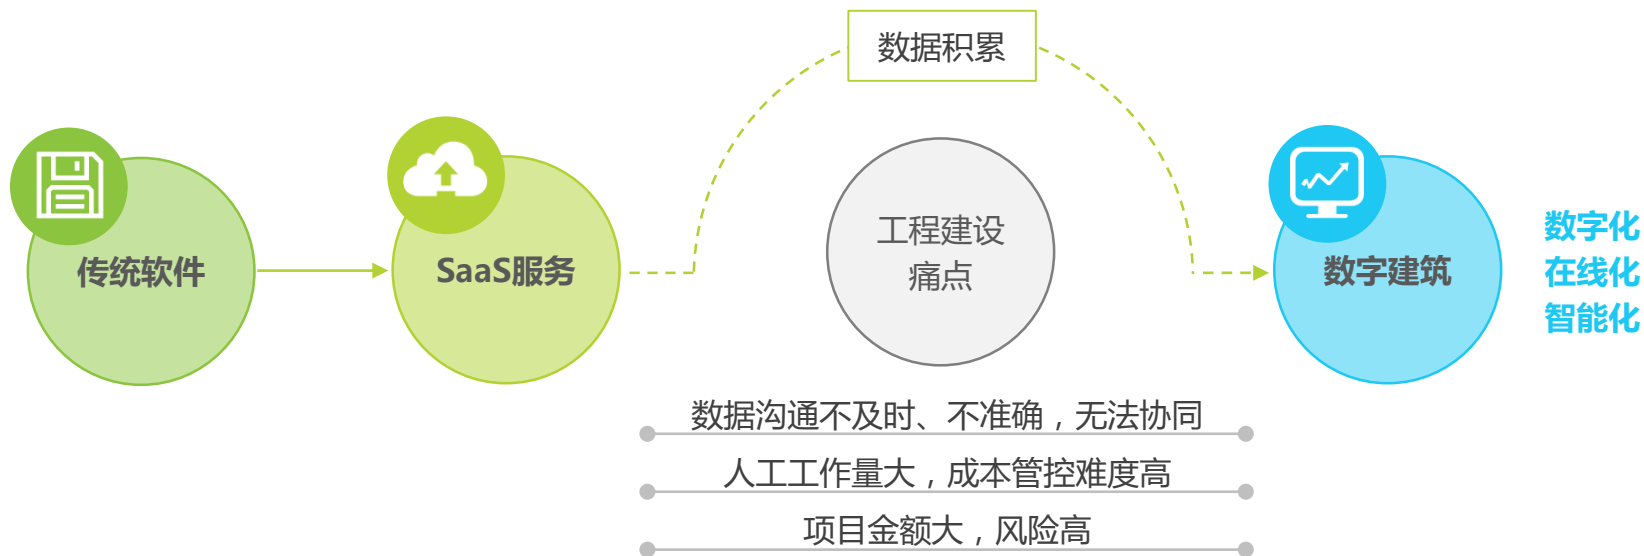 数据积累
传统软件
SaaS服务
工程建设
痛点
数字建筑
数字化
在线化
智能化
数据沟通不及时、不准确，无法协同
人工工作量大，成本管控难度高
项目金额大，风险高